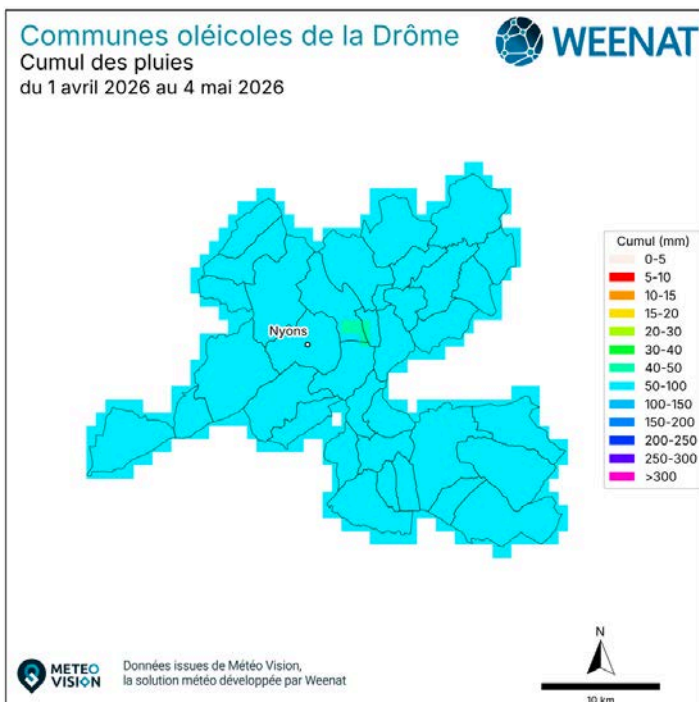 Communes oléicoles de la Drôme
WEENAT
Cumul des pluies
du 1 avril 2026 au 4 mai 2026
Cumul (mm)
0-5
5-10
10-15
15-20
20-30
30-40
40-50
50-100
100-150
150-200
200-250
250-300
>300
Nyons
N
METEO
VISION
Données issues de Météo Vision,
la solution météo développée par Weenat
10 km